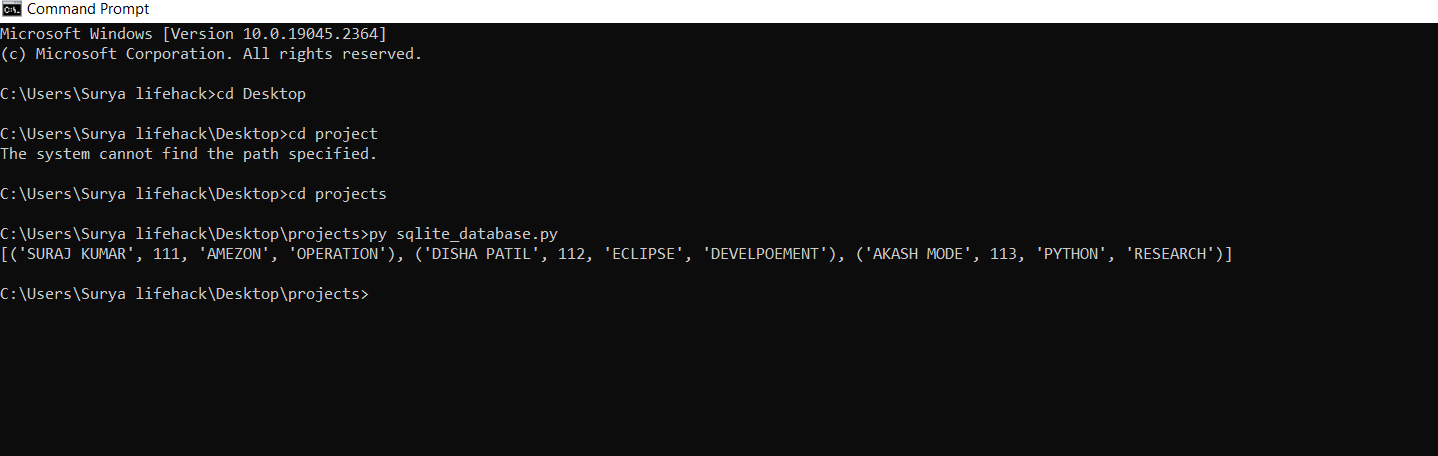 Command Prompt
Microsoft Windows [Version 10.0.19045.2364]
(c) Microsoft Corporation. All rights reserved.
C:\Users\Surya lifehack>cd Desktop
C:\Users\Surya lifehack\Desktop>cd project
The system cannot find the path specified.
C:\Users\Surya lifehack\Desktop>cd projects
C:\Users\Surya lifehack\Desktop\projects>py sqlite_database.py
[('SURAJ KUMAR', 111, 'AMEZON', 'OPERATION'), ('DISHA PATIL', 112, 'ECLIPSE', 'DEVELPOEMENT'), ('AKASH MODE', 113, 'PYTHON', 'RESEARCH')]
C:\Users\Surya lifehack\Desktop\projects>